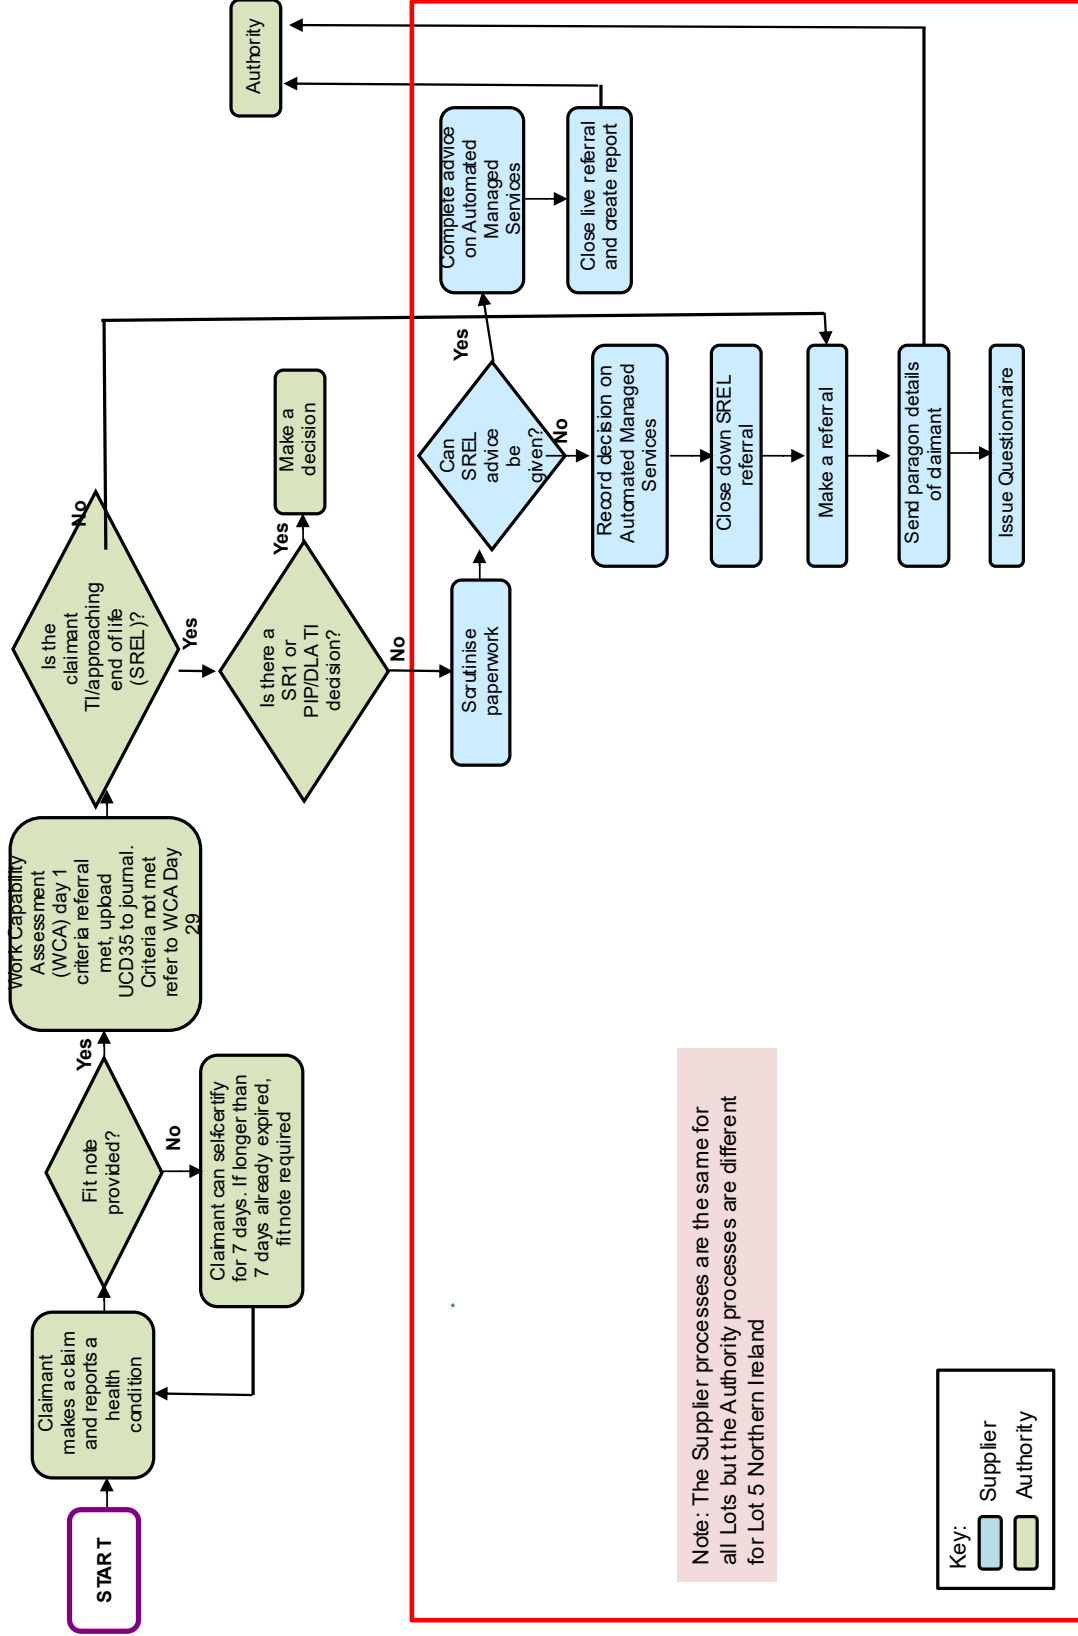 START
Claimant
makes a claim
and reports a
health
condition
Fit note
provided?
Yes
No
Claimant can self-certify
for 7 days. If longer than
7 days already expired,
fit note required
Work Capability
Assessment
(WCA) day 1
criteria referral
met, upload
UCD35 to journal.
Criteria not met
refer to WCA Day
29
Is the
claimant
TI/approaching
end of life
(SREL)?
No
Yes
Is there a
SR1 or
PIP/DLA TI
decision?
Yes
Make a
decision
No
Authority
Scrutinise
paperwork
Can
SREL
advice
be
given?
Yes
Complete advice
on Automated
Managed
Services
Close live referral
and create report
No
Record decision on
Automated Managed
Services
Close down SREL
referral
Make a referral
Send paragon details
of claimant
Issue Questionnaire
Note: The Supplier processes are the same for
all Lots but the Authority processes are different
for Lot 5 Northern Ireland
Key:
Supplier
Authority